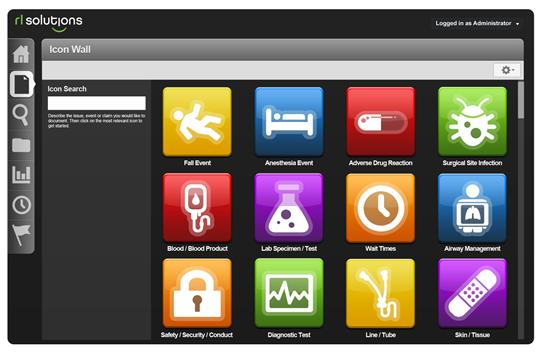 rl solutions
Logged in as Administrator
Icon Wall
Icon Search
Describe the issue, event or claim you would like to
document. Then click on the most relevant icon to
get started.
Fall Event
Anesthesia Event
Adverse Drug Reaction
Surgical Site Infection
Blood / Blood Product
Lab Specimen / Test
Wait Times
Airway Management
Safety / Security / Conduct
Diagnostic Test
Line / Tube
Skin / Tissue